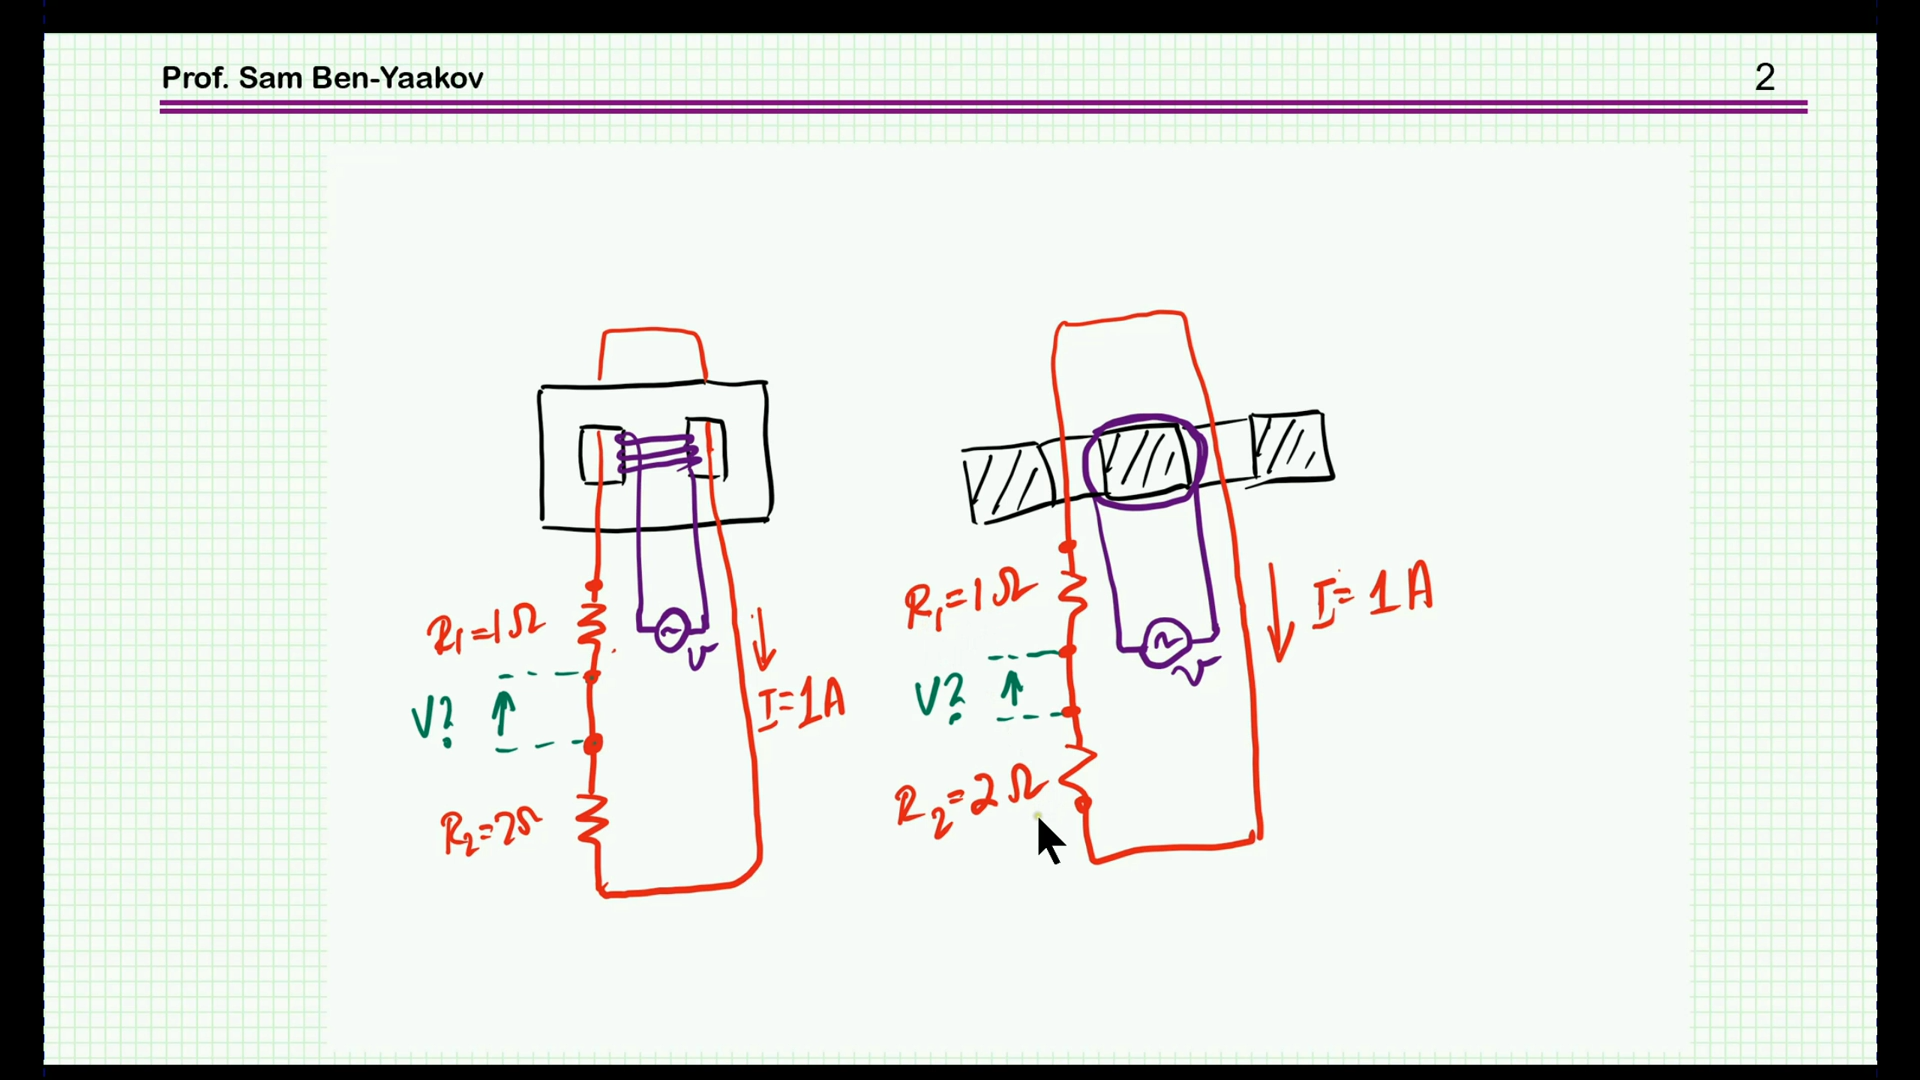 Prof. Sam Ben-Yaakov
2
R1=1Ω
V?
R2=2Ω
I=1A
V
R1=1Ω
V?
R2=2Ω
I=1A
V